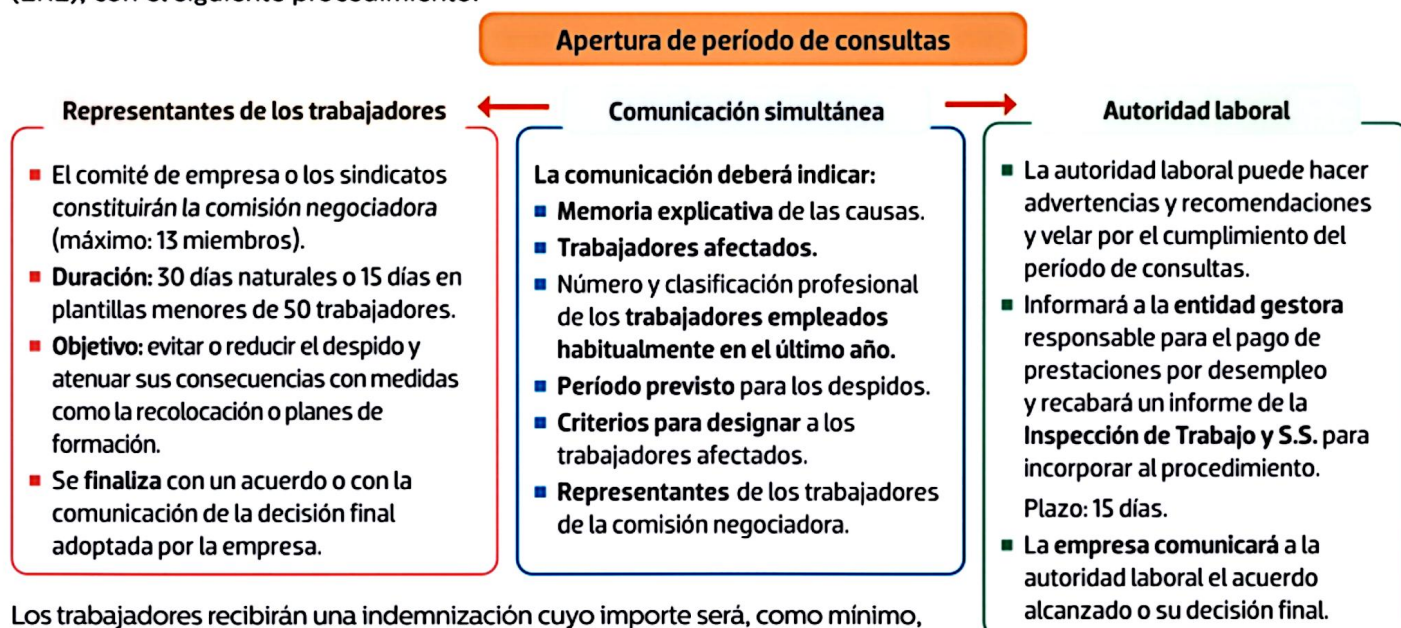 (ERE), con el siguiente procedimiento:
Apertura de período de consultas
Representantes de los trabajadores
El comité de empresa o los sindicatos
constituirán la comisión negociadora
(máximo: 13 miembros).
Duración: 30 días naturales o 15 días en
plantillas menores de 50 trabajadores.
Objetivo: evitar o reducir el despido y
atenuar sus consecuencias con medidas
como la recolocación o planes de
formación.
Se finaliza con un acuerdo o con la
comunicación de la decisión final
adoptada por la empresa.
Comunicación simultánea
La comunicación deberá indicar:
Memoria explicativa de las causas.
Trabajadores afectados.
Número y clasificación profesional
de los trabajadores empleados
habitualmente en el último año.
Período previsto para los despidos.
Criterios para designar a los
trabajadores afectados.
Representantes de los trabajadores
de la comisión negociadora.
Autoridad laboral
La autoridad laboral puede hacer
advertencias y recomendaciones
y velar por el cumplimiento del
período de consultas.
Informará a la entidad gestora
responsable para el pago de
prestaciones por desempleo
y recabará un informe de la
Inspección de Trabajo y S.S. para
incorporar al procedimiento.
Plazo: 15 días.
La empresa comunicará a la
autoridad laboral el acuerdo
alcanzado o su decisión final.
Los trabajadores recibirán una indemnización cuyo importe será, como mínimo,